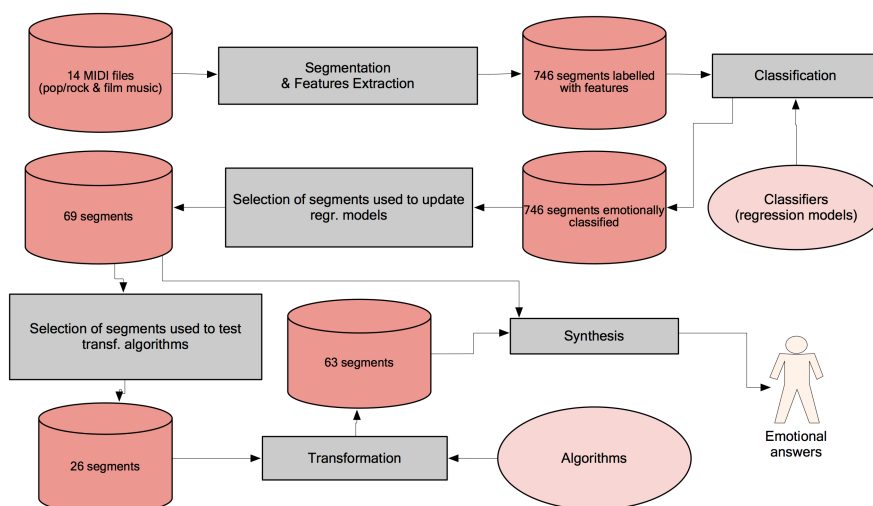 14 MIDI files
(pop/rock & film music)
Segmentation
& Features Extraction
746 segments labelled
with features
Classification
69 segments
Selection of segments used to update
regr. models
746 segments emotionally
classified
Classifiers
(regression models)
Selection of segments used to test
transf. algorithms
63 segments
Synthesis
Emotional
answers
26 segments
Transformation
Algorithms